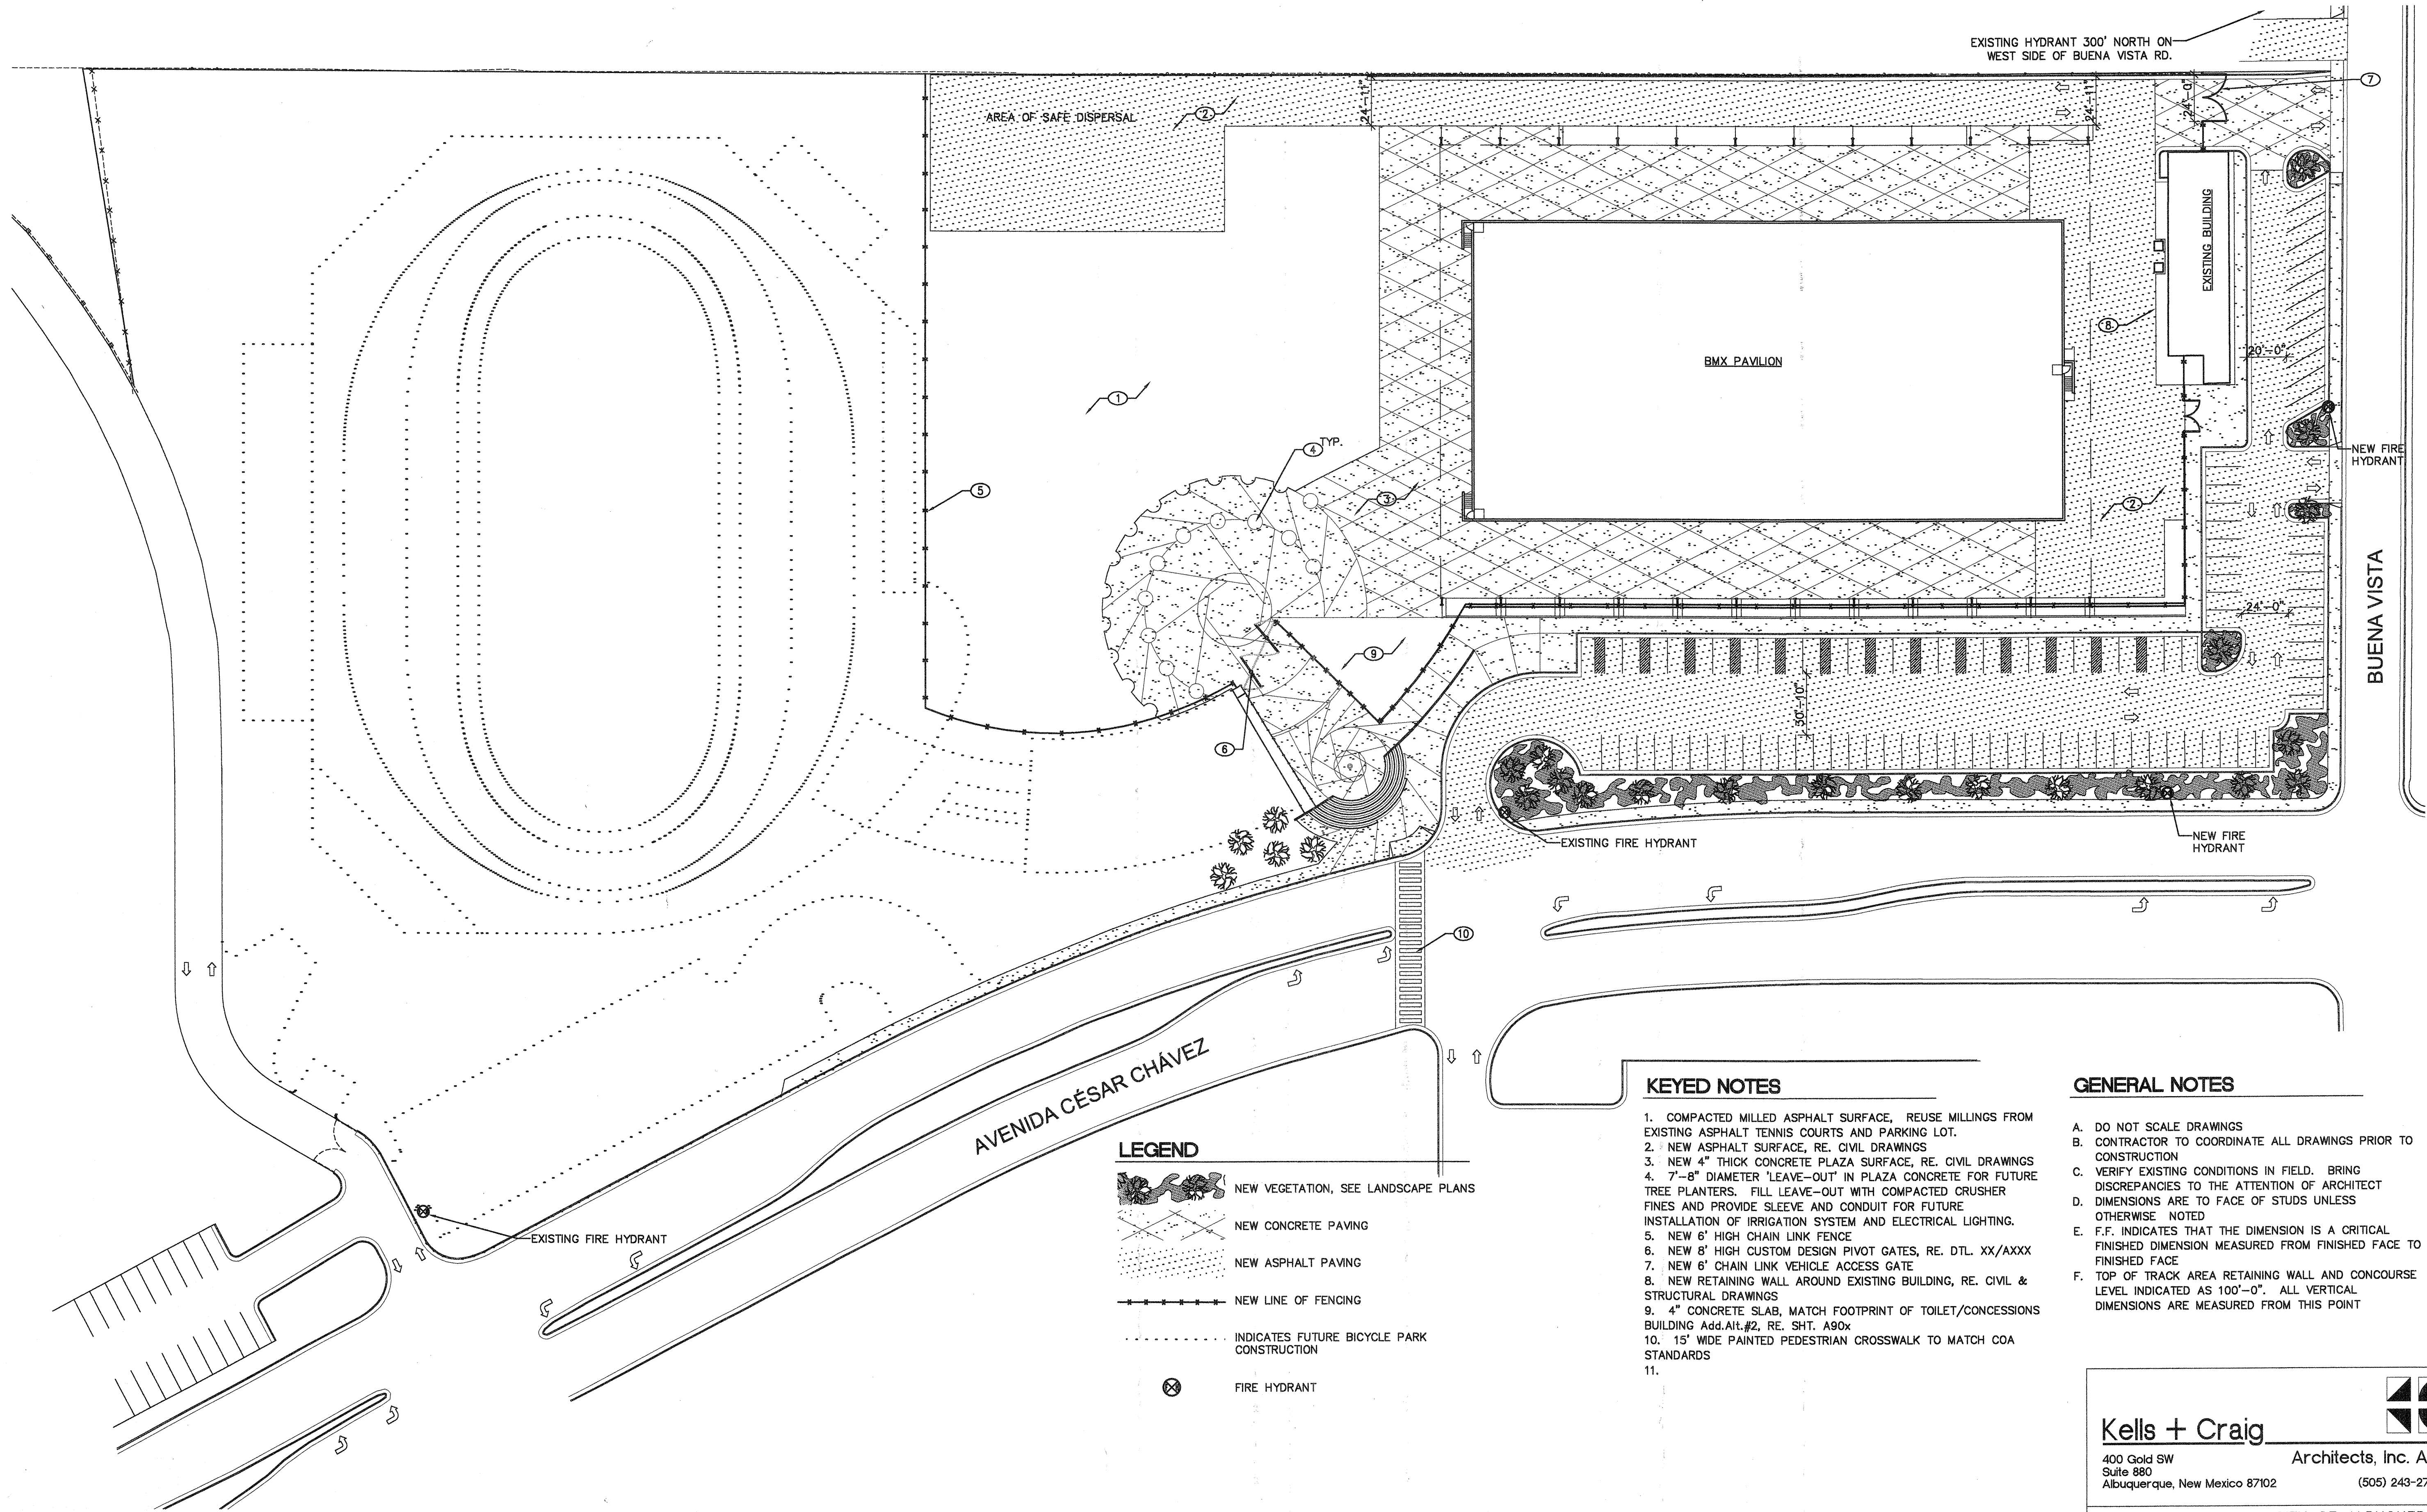 EXISTING HYDRANT 300' NORTH ON
WEST SIDE OF BUENA VISTA RD.
7
AREA OF SAFE DISPERSAL
2
24'-11"
24'-11"
24'-0"
EXISTING BUILDING
8
BMX PAVILION
20'-0"
1
4
TYP.
NEW FIRE
HYDRANT
5
3
2
BUENA VISTA
24'-0"
9
30'-10"
6
EXISTING FIRE HYDRANT
NEW FIRE
HYDRANT
10
AVENIDA CÉSAR CHÁVEZ
EXISTING FIRE HYDRANT
LEGEND
NEW VEGETATION, SEE LANDSCAPE PLANS
NEW CONCRETE PAVING
NEW ASPHALT PAVING
NEW LINE OF FENCING
INDICATES FUTURE BICYCLE PARK
CONSTRUCTION
FIRE HYDRANT
KEYED NOTES
1. COMPACTED MILLED ASPHALT SURFACE, REUSE MILLINGS FROM
EXISTING ASPHALT TENNIS COURTS AND PARKING LOT.
2. NEW ASPHALT SURFACE, RE. CIVIL DRAWINGS
3. NEW 4" THICK CONCRETE PLAZA SURFACE, RE. CIVIL DRAWINGS
4. 7'-8" DIAMETER 'LEAVE-OUT' IN PLAZA CONCRETE FOR FUTURE
TREE PLANTERS. FILL LEAVE-OUT WITH COMPACTED CRUSHER
FINES AND PROVIDE SLEEVE AND CONDUIT FOR FUTURE
INSTALLATION OF IRRIGATION SYSTEM AND ELECTRICAL LIGHTING.
5. NEW 6' HIGH CHAIN LINK FENCE
6. NEW 8' HIGH CUSTOM DESIGN PIVOT GATES, RE. DTL. XX/AXXX
7. NEW 6' CHAIN LINK VEHICLE ACCESS GATE
8. NEW RETAINING WALL AROUND EXISTING BUILDING, RE. CIVIL &
STRUCTURAL DRAWINGS
9. 4" CONCRETE SLAB, MATCH FOOTPRINT OF TOILET/CONCESSIONS
BUILDING Add.Alt.#2, RE. SHT. A90x
10. 15' WIDE PAINTED PEDESTRIAN CROSSWALK TO MATCH COA
STANDARDS
11.
GENERAL NOTES
A. DO NOT SCALE DRAWINGS
B. CONTRACTOR TO COORDINATE ALL DRAWINGS PRIOR TO
CONSTRUCTION
C. VERIFY EXISTING CONDITIONS IN FIELD. BRING
DISCREPANCIES TO THE ATTENTION OF ARCHITECT
D. DIMENSIONS ARE TO FACE OF STUDS UNLESS
OTHERWISE NOTED
E. F.F. INDICATES THAT THE DIMENSION IS A CRITICAL
FINISHED DIMENSION MEASURED FROM FINISHED FACE TO
FINISHED FACE
F. TOP OF TRACK AREA RETAINING WALL AND CONCOURSE
LEVEL INDICATED AS 100'-0". ALL VERTICAL
DIMENSIONS ARE MEASURED FROM THIS POINT
Kells + Craig
Architects, Inc. A
400 Gold SW
Suite 880
Albuquerque, New Mexico 87102
(505) 243-27